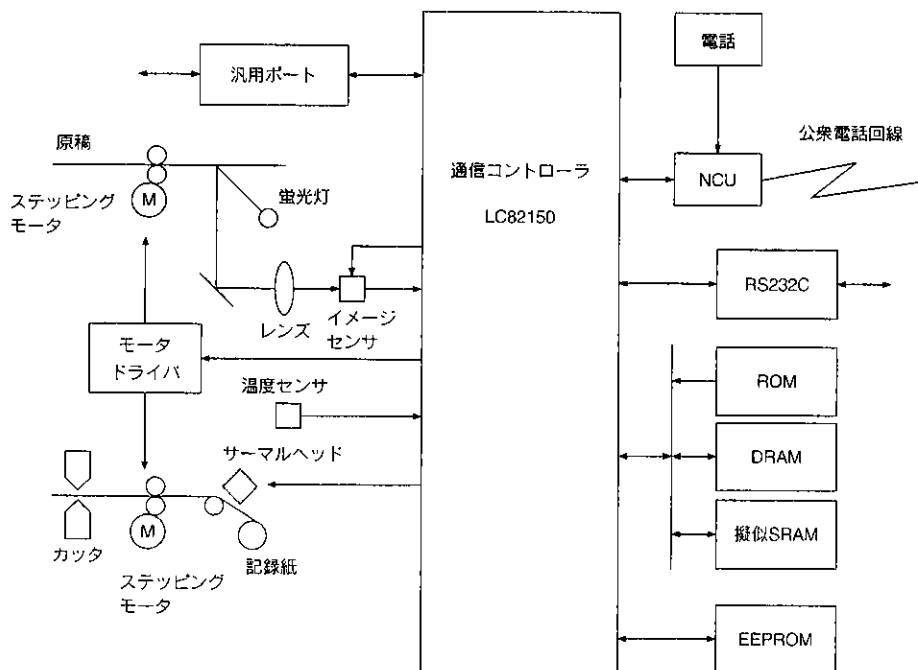 電話
汎用ポート
公衆電話回線
原稿
通信コントローラ
LC82150
NCU
蛍光灯
M
ステッピング
モータ
RS232C
レンズ
イメージ
センサ
モータ
ドライバ
温度センサ
ROM
サーマルヘッド
DRAM
M
カッタ
記録紙
擬似SRAM
ステッピング
モータ
EEPROM